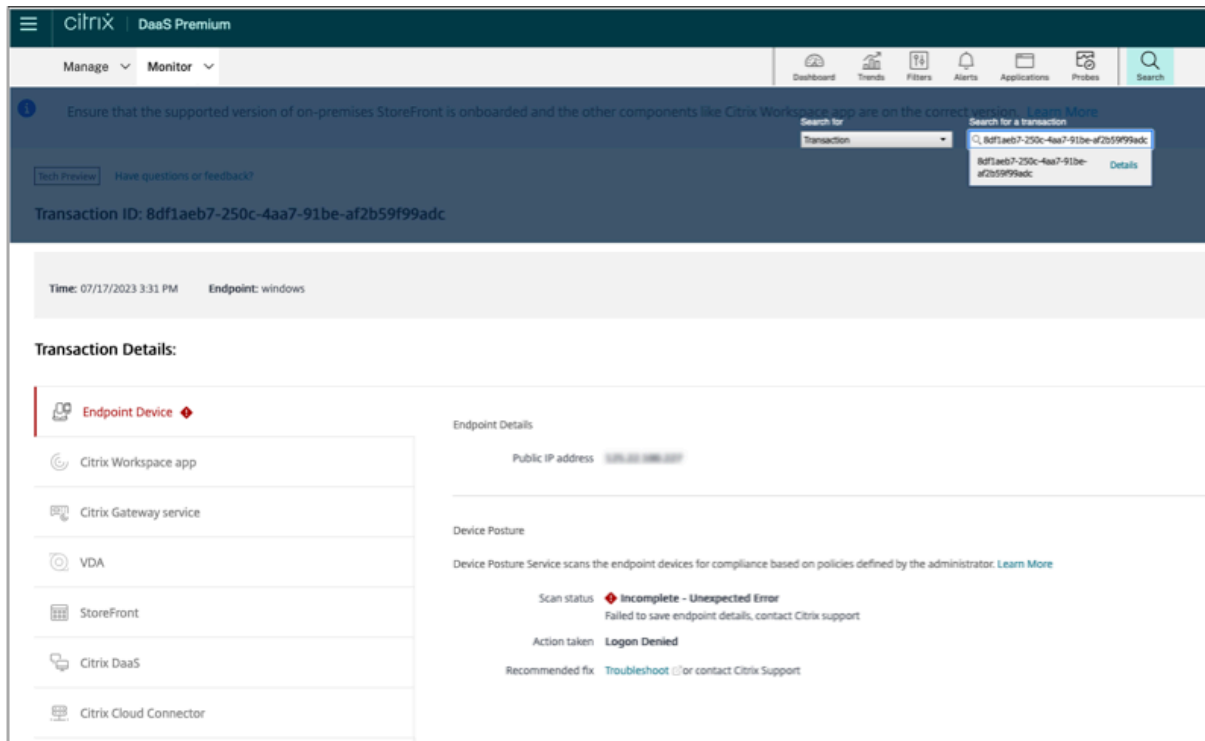 citrix DaaS Premium
Manage Monitor
Dashboard Trends Filters Alerts Applications Probes Search
Ensure that the supported version of on-premises StoreFront is onboarded and the other components like Citrix Workspace app are on the correct version. Learn More
Search for Search for a transaction
Transaction 8df1aeb7-250c-4aa7-91be-af2b59f99adc
8df1aeb7-250c-4aa7-91be-
af2b59f99adc
Details
Tech Preview Have questions or feedback?
Transaction ID: 8df1aeb7-250c-4aa7-91be-af2b59f99adc
Time: 07/17/2023 3:31 PM Endpoint: windows
Transaction Details:
Endpoint Device
Citrix Workspace app
Citrix Gateway service
VDA
StoreFront
Citrix DaaS
Citrix Cloud Connector
Endpoint Details
Public IP address
Device Posture
Device Posture Service scans the endpoint devices for compliance based on policies defined by the administrator. Learn More
Scan status Incomplete - Unexpected Error
Failed to save endpoint details, contact Citrix support
Action taken Logon Denied
Recommended fix Troubleshoot or contact Citrix Support